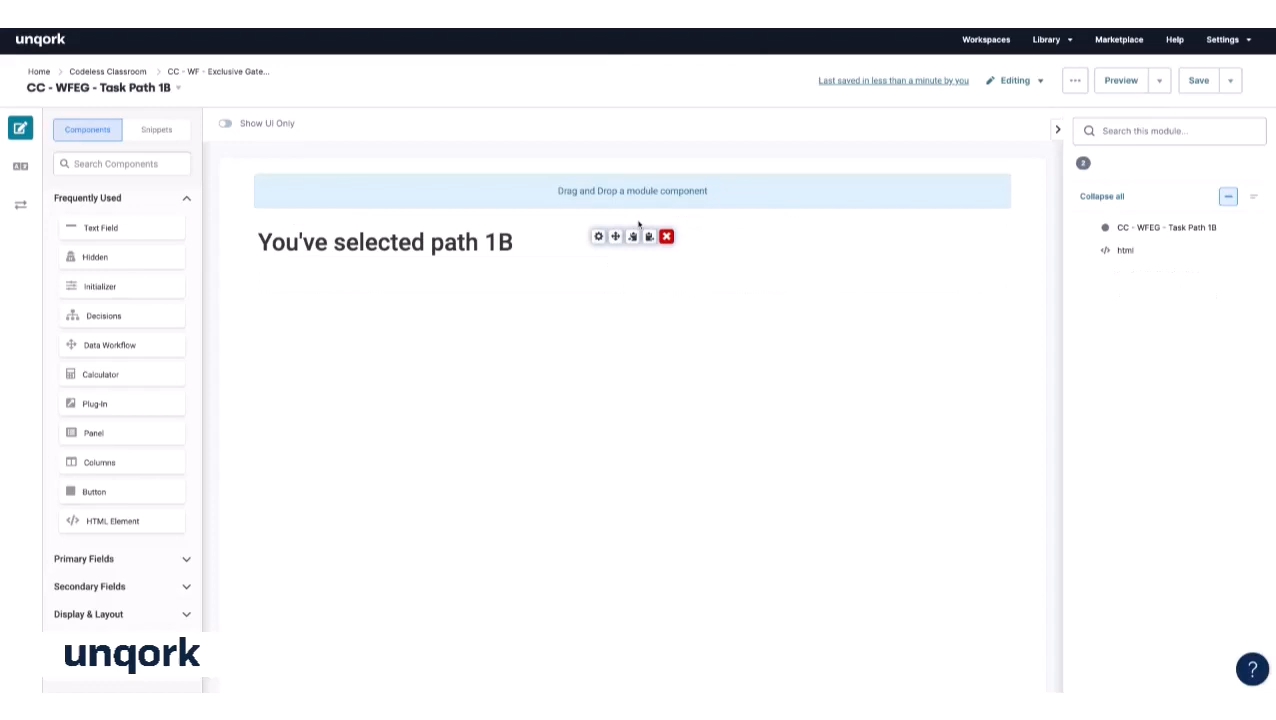 unqork
Workspaces Library Marketplace Help Settings
Home > Codeless Classroom > CC - WF - Exclusive Gate...
CC - WFEG - Task Path 1B
Last saved in less than a minute by you
Editing
...
Preview
Save
Components Snippets
Search Components
Frequently Used
Text Field
Hidden
Initializer
Decisions
Data Workflow
Calculator
Plug-In
Panel
Columns
Button
HTML Element
Primary Fields
Secondary Fields
Display & Layout
unqork
Show UI Only
Drag and Drop a module component
You've selected path 1B
Search this module...
2
Collapse all
CC - WFEG - Task Path 1B
</> html
?